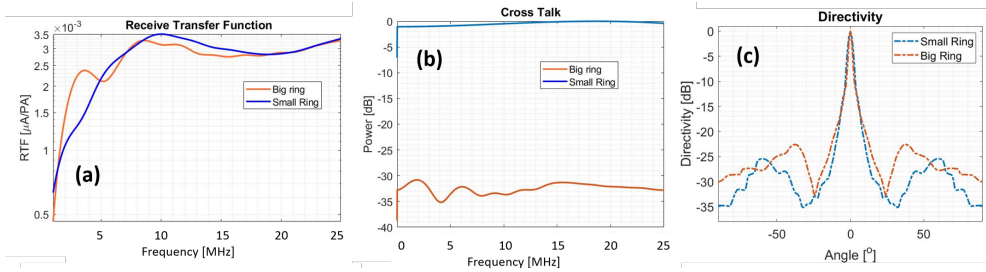 Receive Transfer Function
×10⁻³
3.5
2.5
1.5
1
0.5
RTF [μA/PA]
Big ring
Small Ring
(a)
5 10 15 20 25
Frequency [MHz]
Cross Talk
0
-5
-10
-15
-20
-25
-30
-35
-40
Power [dB]
(b)
Big ring
Small Ring
0 5 10 15 20 25
Frequency [MHz]
Directivity
0
-5
-10
-15
-20
-25
-30
-35
Directivity [dB]
Small Ring
Big Ring
(c)
-50 0 50
Angle [°]